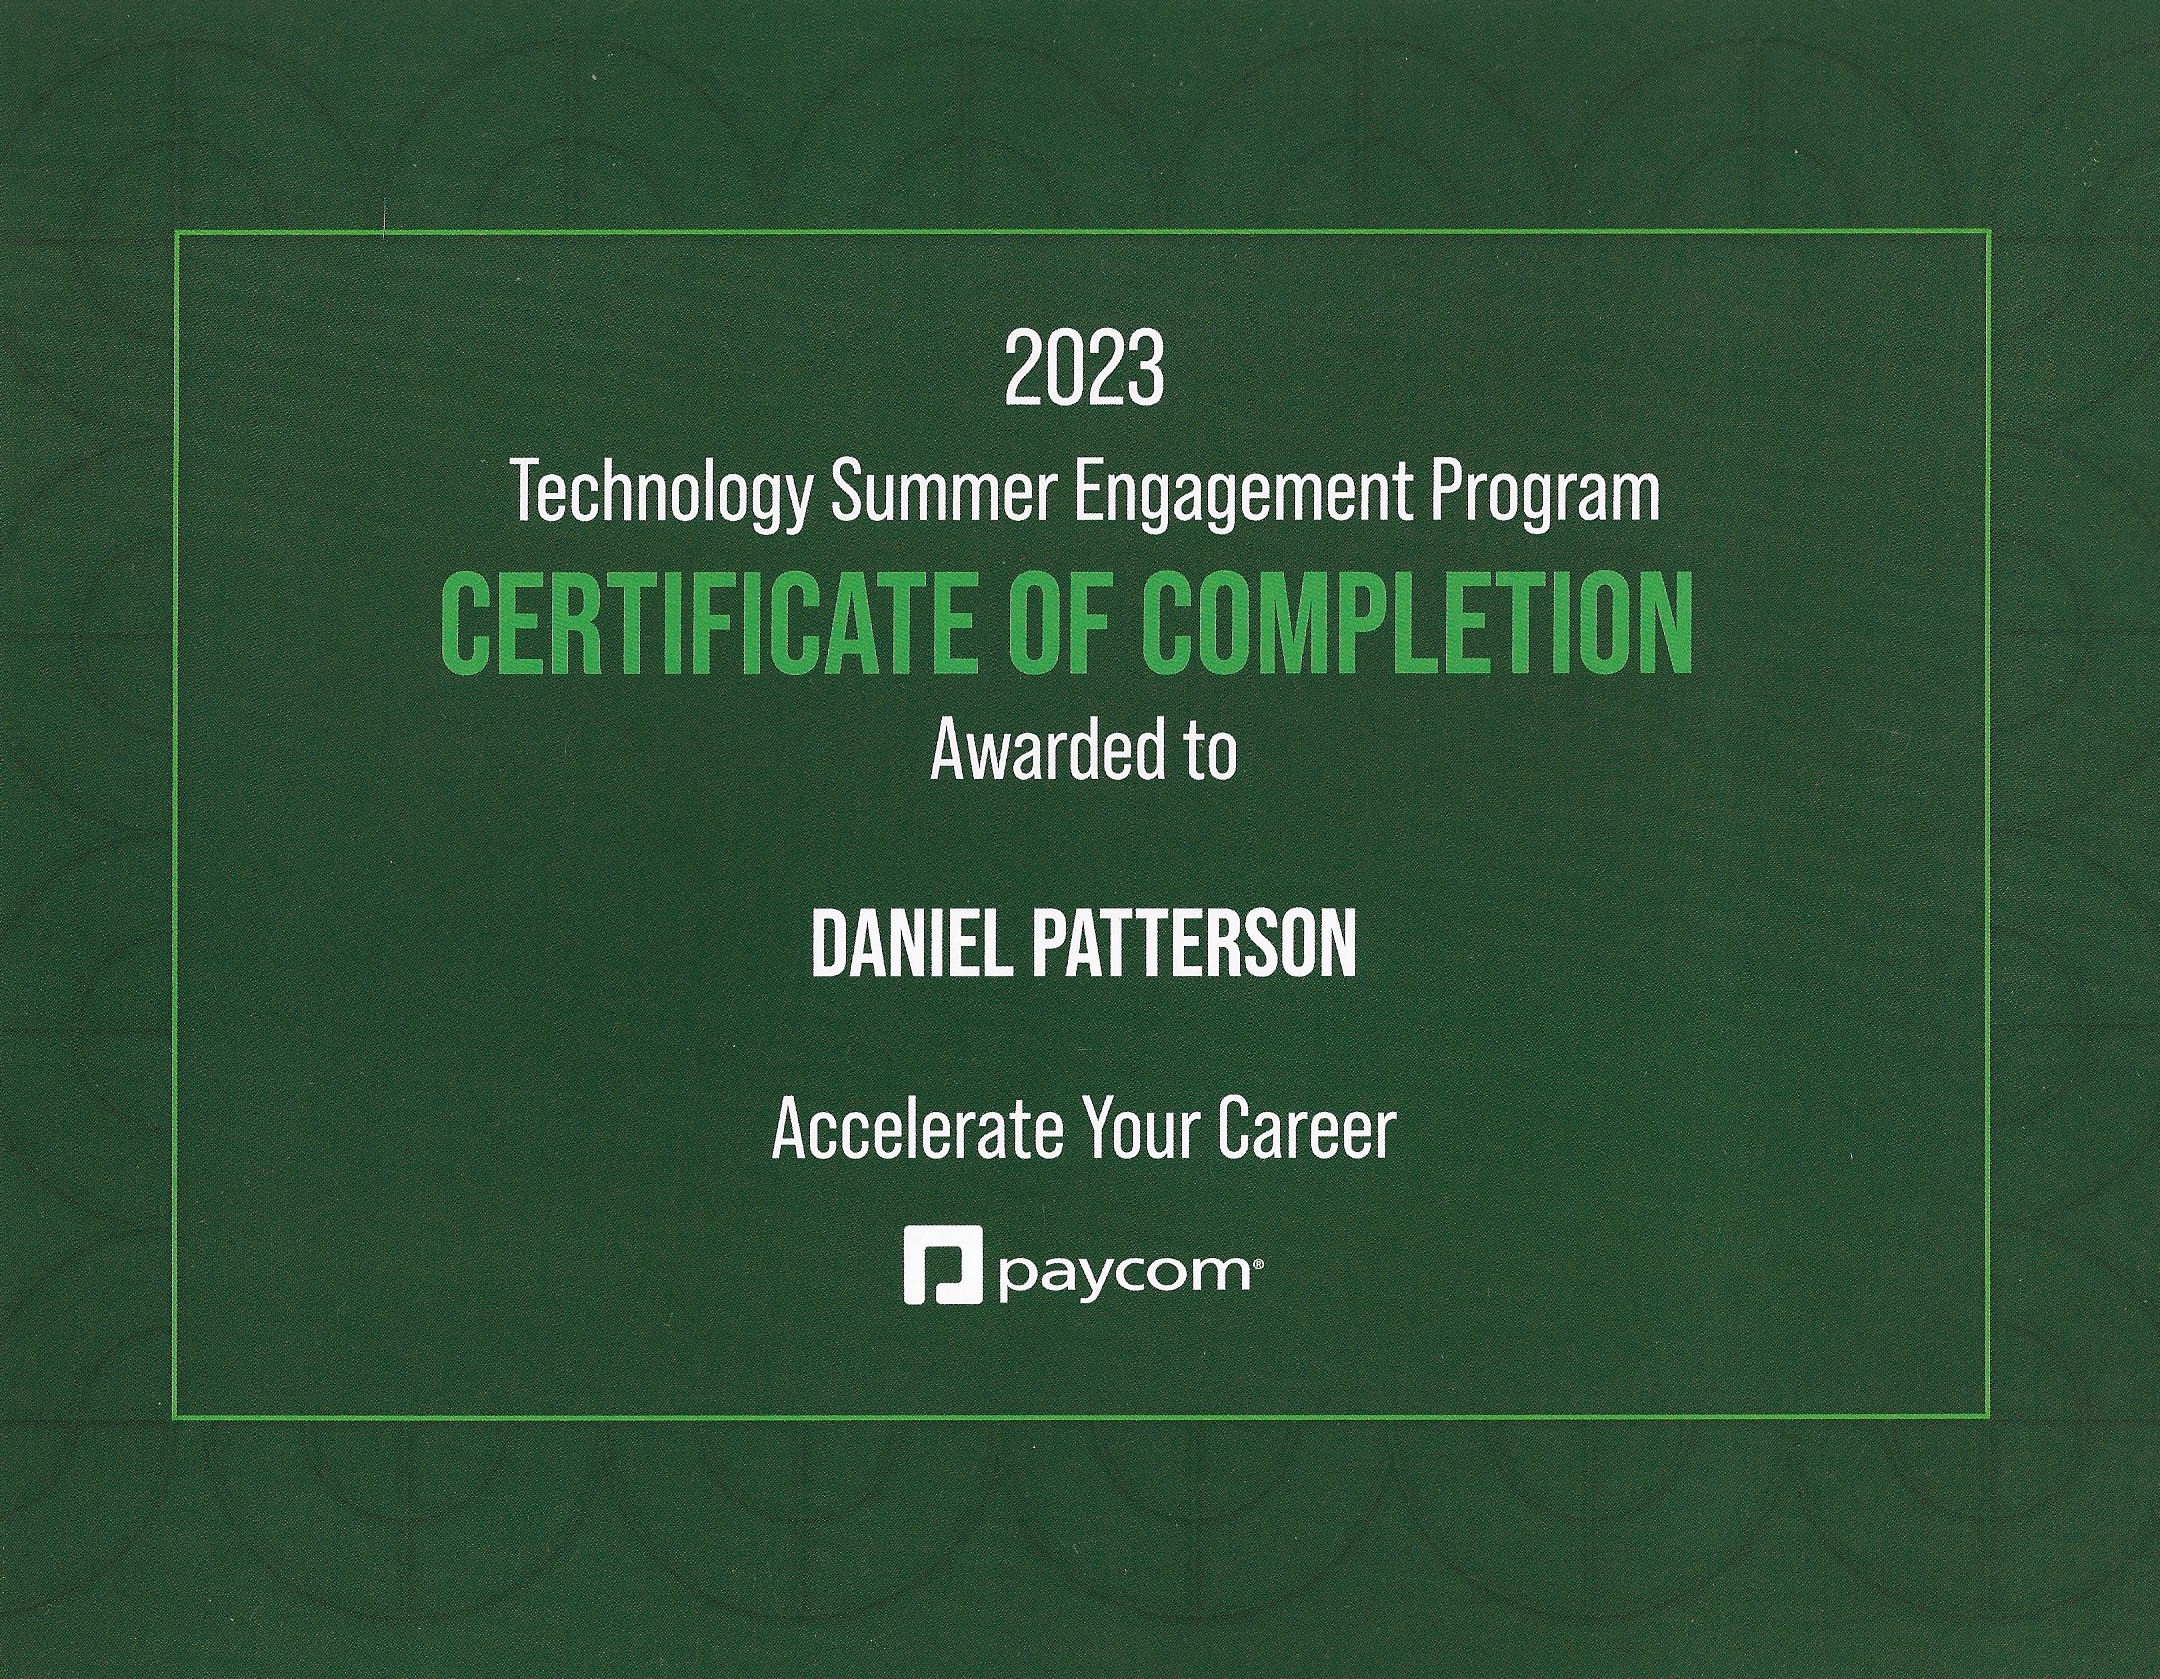 2023
Technology Summer Engagement Program
CERTIFICATE OF COMPLETION
Awarded to
DANIEL PATTERSON
Accelerate Your Career
paycom®